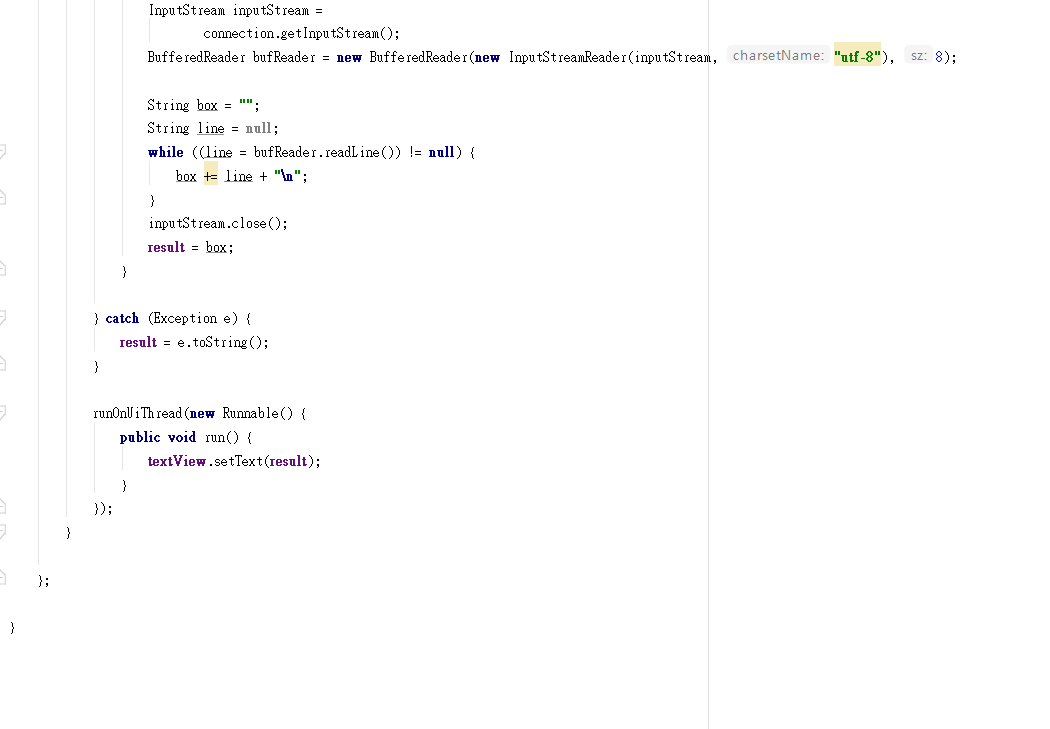 InputStream inputStream =
connection.getInputStream();
BufferedReader bufReader = new BufferedReader(new InputStreamReader(inputStream, charsetName: "utf-8"), sz: 8);
String box = "";
String line = null;
while ((line = bufReader.readLine()) != null) {
box += line + "\n";
}
inputStream.close();
result = box;
}
} catch (Exception e) {
result = e.toString();
}
runOnUiThread(new Runnable() {
public void run() {
textView.setText(result);
}
});
}
};
}